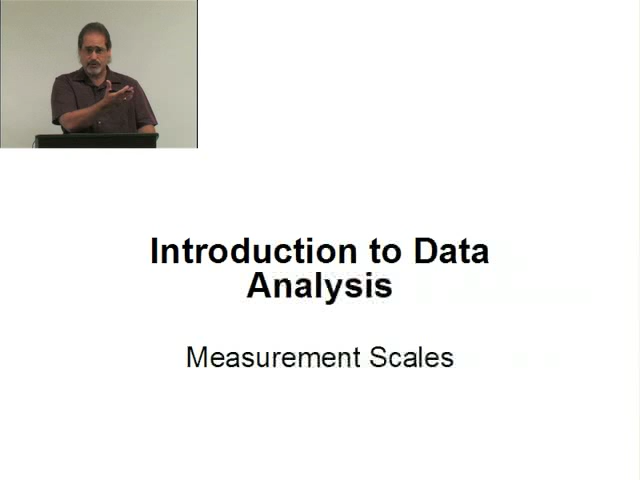 Introduction to Data
Analysis
Measurement Scales